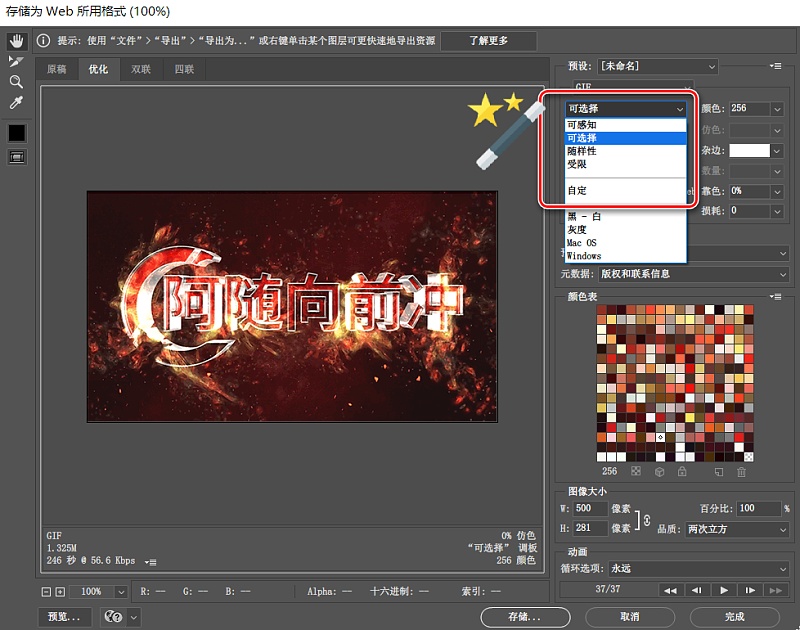 存储为 Web 所用格式 (100%)
提示: 使用“文件”>“导出”>“导出为...”或右键单击某个图层可更快速地导出资源
了解更多
原稿
优化
双联
四联
预设: [未命名]
GIF
可选择
颜色: 256
可感知
可选择
随样性
受限
自定
黑 - 白
灰度
Mac OS
Windows
仿色:
杂边:
数量:
靠色: 0%
损耗: 0
元数据: 版权和联系信息
颜色表
256
阿随向前冲
图像大小
W: 500 像素
H: 281 像素
百分比: 100 %
品质: 两次立方
动画
循环选项: 永远
37/37
GIF
1.325M
246 秒 @ 56.6 Kbps
0% 仿色
“可选择” 调板
256 颜色
100%
R: --
G: --
B: --
Alpha: --
十六进制: --
索引: --
预览...
存储...
取消
完成